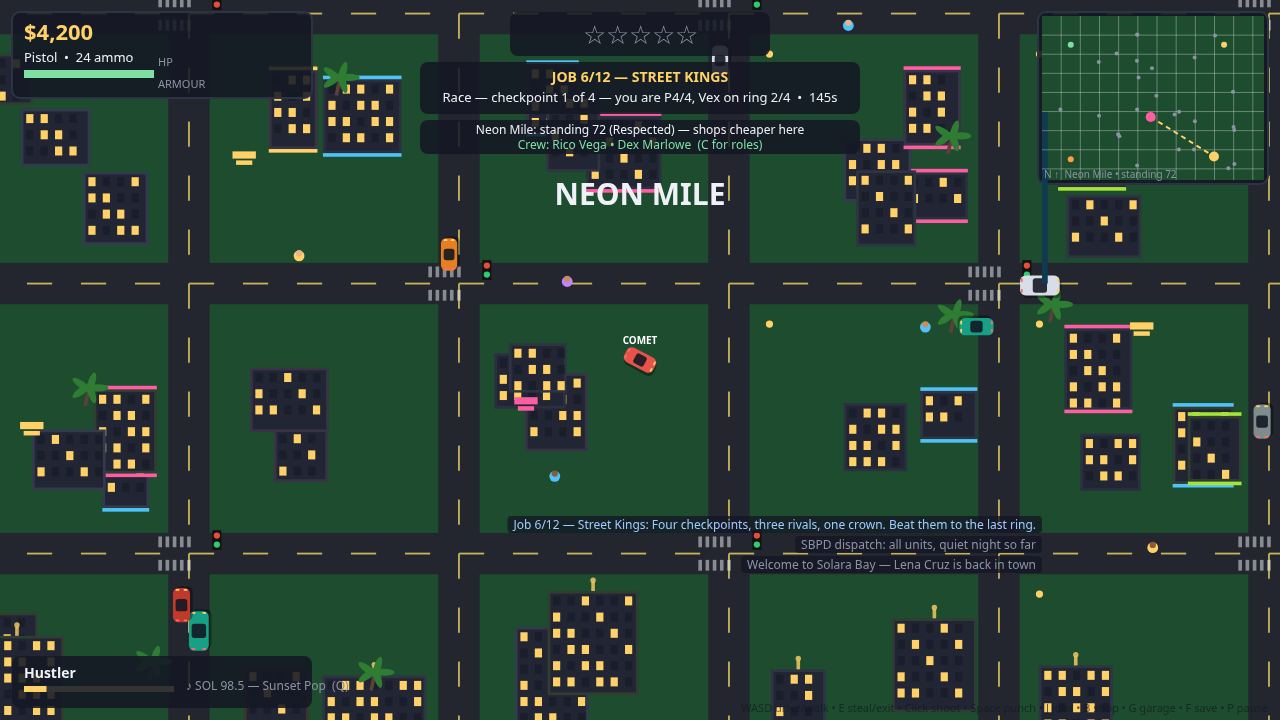 $4,200
Pistol • 24 ammo
HP
ARMOUR
☆☆☆☆☆
JOB 6/12 — STREET KINGS
Race — checkpoint 1 of 4 — you are P4/4, Vex on ring 2/4 • 145s
Neon Mile: standing 72 (Respected) — shops cheaper here
Crew: Rico Vega • Dex Marlowe (C for roles)
NEON MILE
N ↑ Neon Mile • standing 72
COMET
Job 6/12 — Street Kings: Four checkpoints, three rivals, one crown. Beat them to the last ring.
SBPD dispatch: all units, quiet night so far
Welcome to Solara Bay — Lena Cruz is back in town
Hustler
♪ SOL 98.5 — Sunset Pop (Q)
WASD walk • E steal/exit • Click shoot • Space punch • G garage • F save • P pause